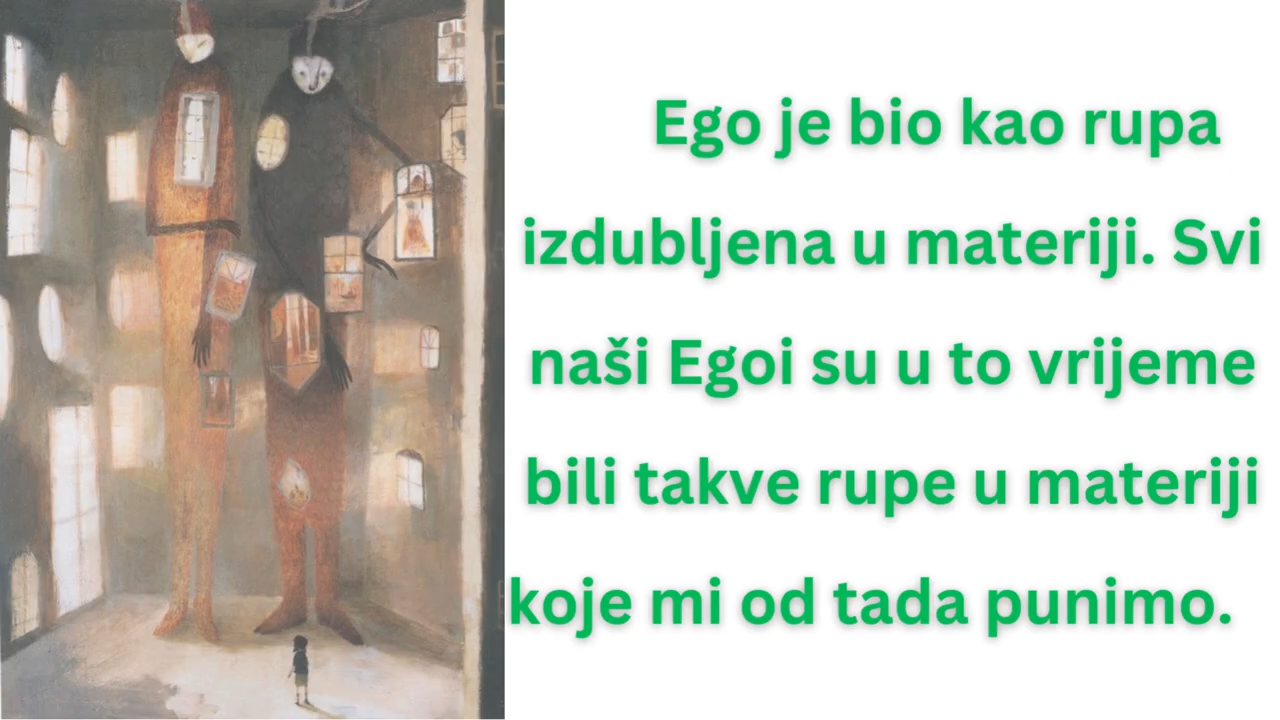 Ego je bio kao rupa
izdubljena u materiji. Svi
naši Egoi su u to vrijeme
bili takve rupe u materiji
koje mi od tada punimo.